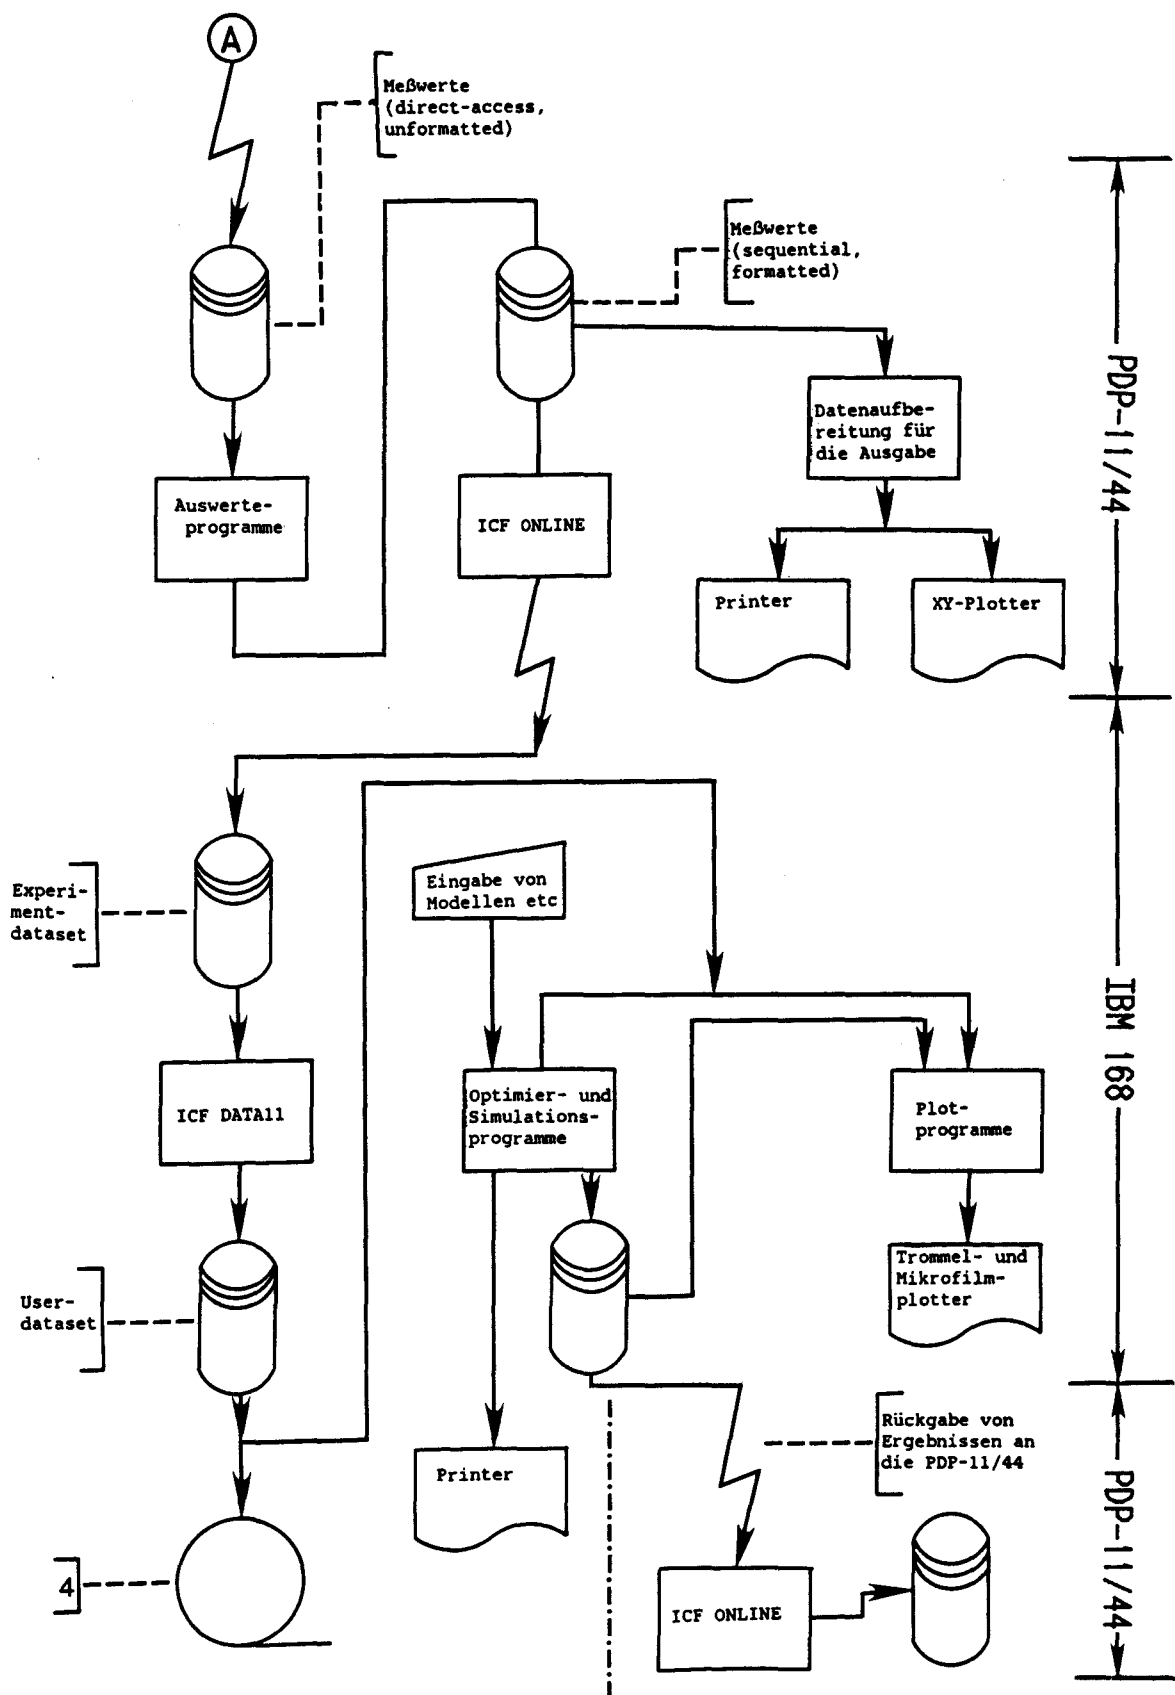 A
Meßwerte
(direct-access,
unformatted)
Meßwerte
(sequential,
formatted)
Datenaufbe-
reitung für
die Ausgabe
PDP-11/44
Auswerte-
programme
ICF ONLINE
Printer
XY-Plotter
Experi-
ment-
dataset
Eingabe von
Modellen etc
IBM 168
ICF DATA11
Optimier- und
Simulations-
programme
Plot-
programme
User-
dataset
Trommel- und
Mikrofilm-
plotter
Printer
Rückgabe von
Ergebnissen an
die PDP-11/44
PDP-11/44
4
ICF ONLINE